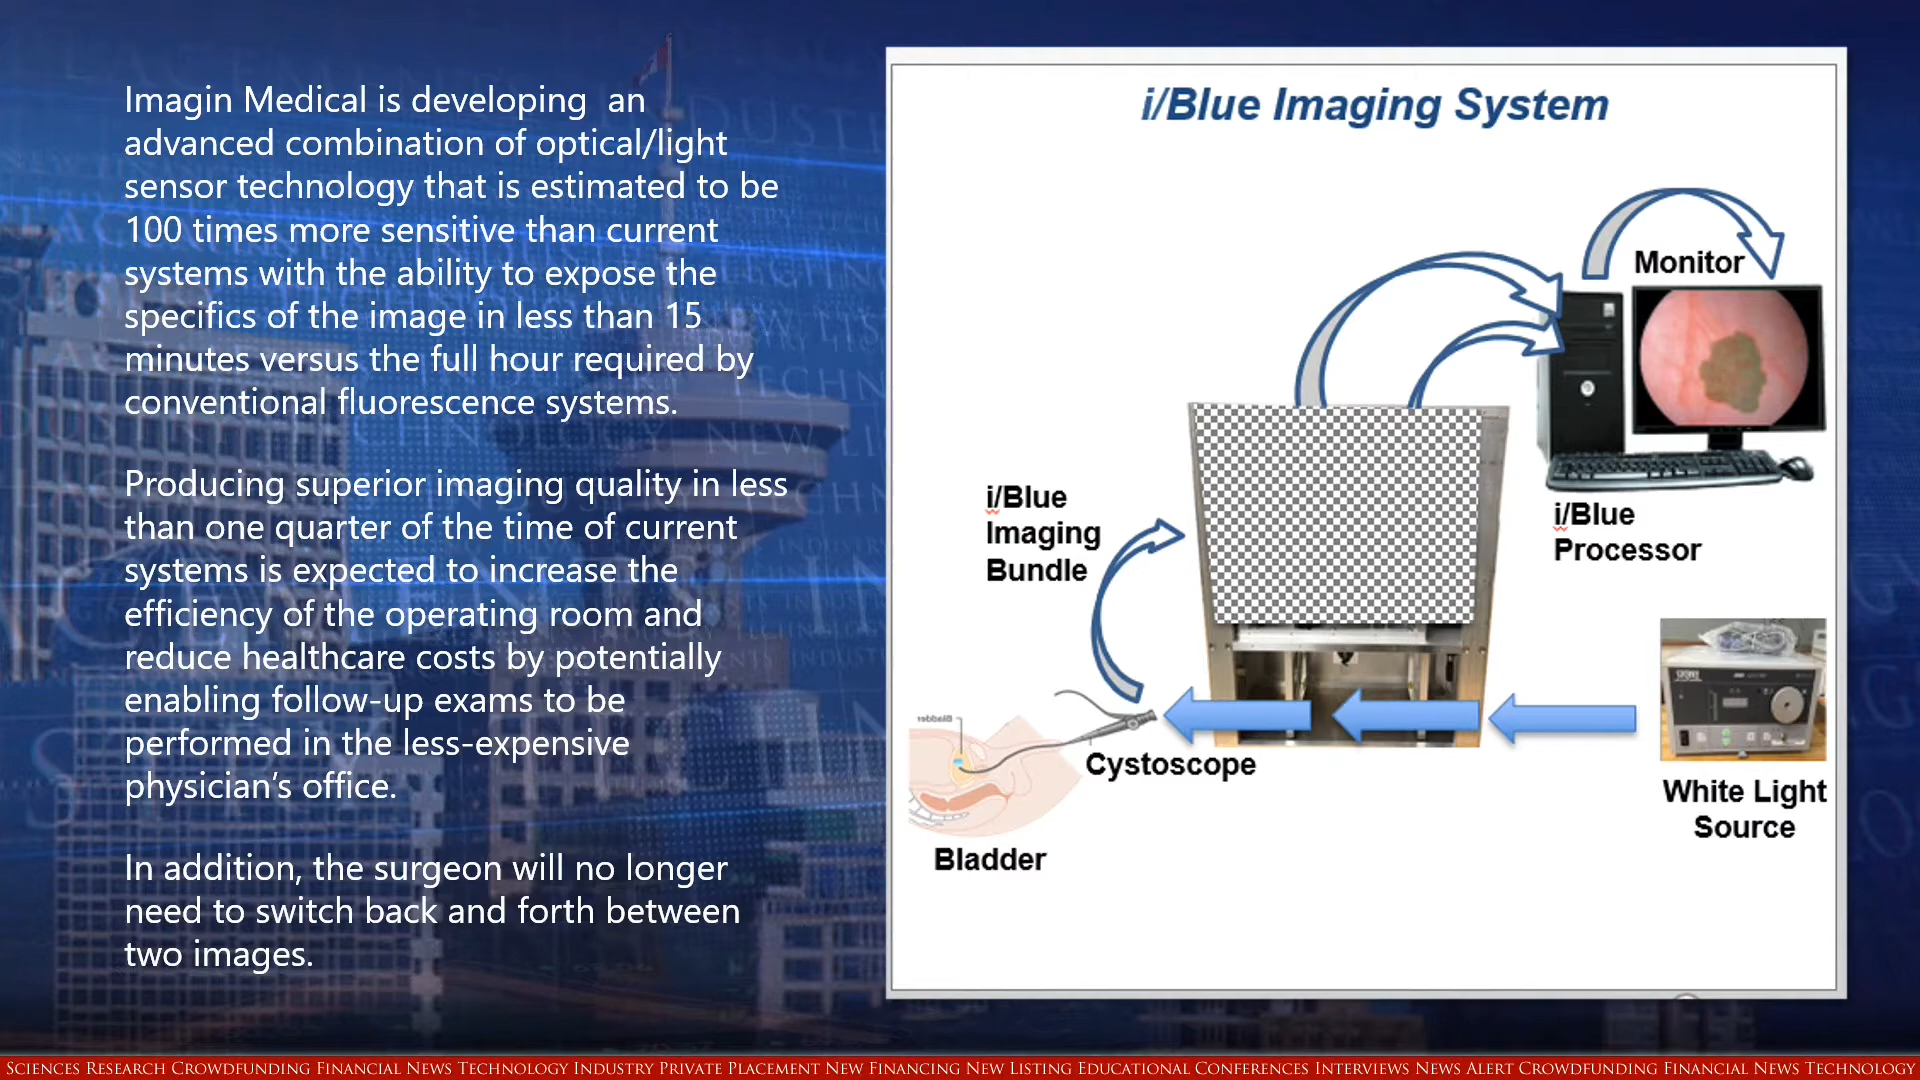 Imagin Medical is developing  an
advanced combination of optical/light
sensor technology that is estimated to be
100 times more sensitive than current
systems with the ability to expose the
specifics of the image in less than 15
minutes versus the full hour required by
conventional fluorescence systems.
Producing superior imaging quality in less
than one quarter of the time of current
systems is expected to increase the
efficiency of the operating room and
reduce healthcare costs by potentially
enabling follow-up exams to be
performed in the less-expensive
physician's office.
In addition, the surgeon will no longer
need to switch back and forth between
two images.
i/Blue Imaging System
Monitor
i/Blue
Imaging
Bundle
i/Blue
Processor
Bladder
Cystoscope
White Light
Source
Bladder
STORZ
SCIENCES RESEARCH CROWDFUNDING FINANCIAL NEWS TECHNOLOGY INDUSTRY PRIVATE PLACEMENT NEW FINANCING NEW LISTING EDUCATIONAL CONFERENCES INTERVIEWS NEWS ALERT CROWDFUNDING FINANCIAL NEWS TECHNOLOGY